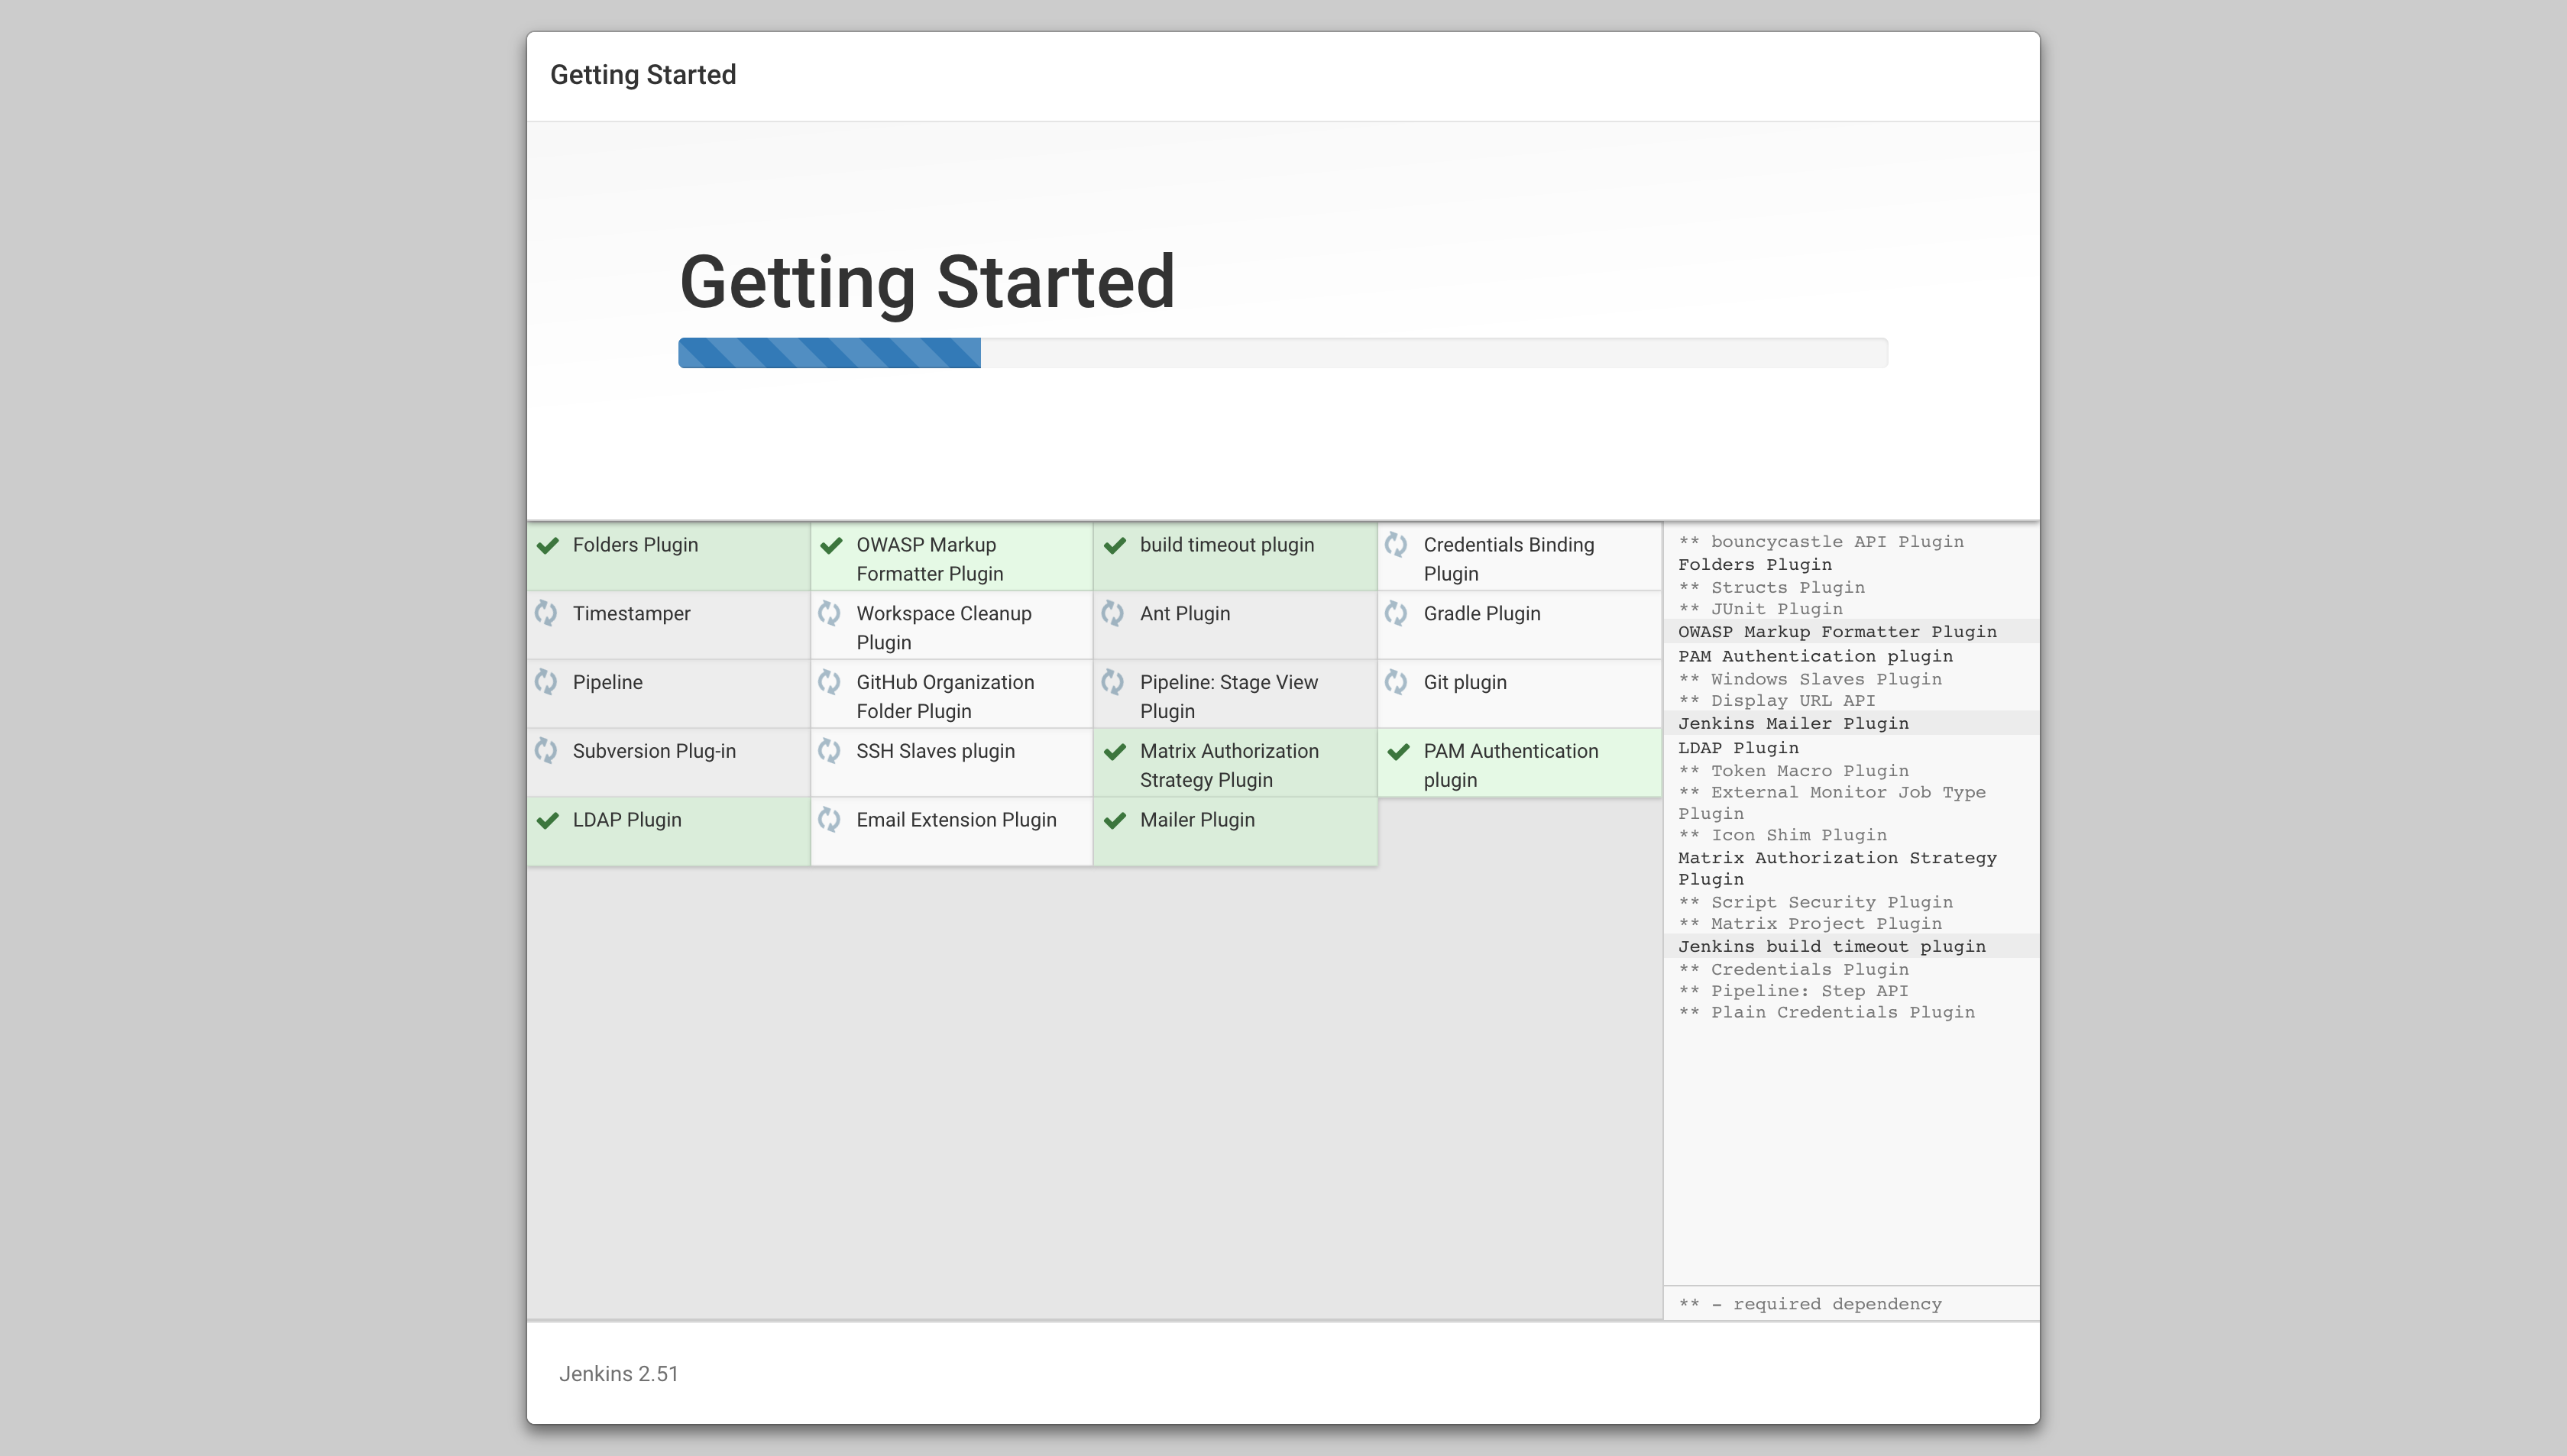 Getting Started
Getting Started
Folders Plugin
OWASP Markup
Formatter Plugin
build timeout plugin
Credentials Binding
Plugin
Timestamper
Workspace Cleanup
Plugin
Ant Plugin
Gradle Plugin
Pipeline
GitHub Organization
Folder Plugin
Pipeline: Stage View
Plugin
Git plugin
Subversion Plug-in
SSH Slaves plugin
Matrix Authorization
Strategy Plugin
PAM Authentication
plugin
LDAP Plugin
Email Extension Plugin
Mailer Plugin
** bouncycastle API Plugin
Folders Plugin
** Structs Plugin
** JUnit Plugin
OWASP Markup Formatter Plugin
PAM Authentication plugin
** Windows Slaves Plugin
** Display URL API
Jenkins Mailer Plugin
LDAP Plugin
** Token Macro Plugin
** External Monitor Job Type
Plugin
** Icon Shim Plugin
Matrix Authorization Strategy
Plugin
** Script Security Plugin
** Matrix Project Plugin
Jenkins build timeout plugin
** Credentials Plugin
** Pipeline: Step API
** Plain Credentials Plugin
** - required dependency
Jenkins 2.51